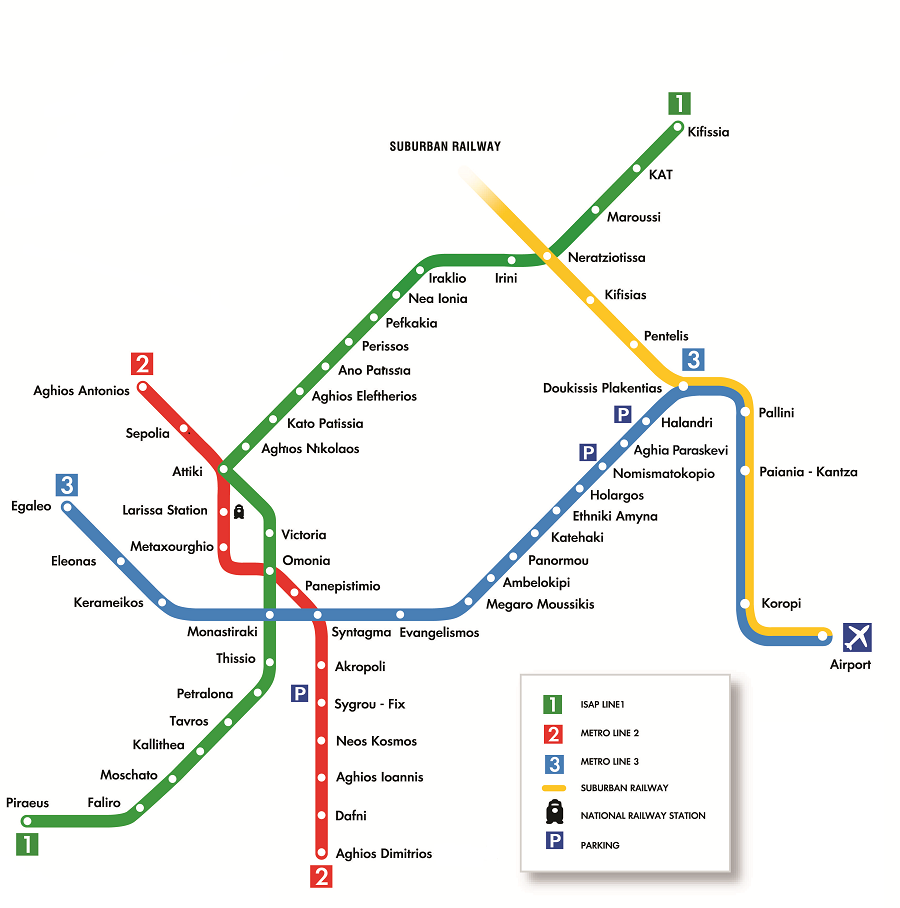 1
Kifissia
SUBURBAN RAILWAY
KAT
Maroussi
Neratziotissa
Iraklio
Irini
Nea Ionia
Kifisias
Pefkakia
Pentelis
Perissos
2
3
Ano Patissia
Aghios Antonios
Doukissis Plakentias
Aghios Eleftherios
P
Pallini
Kato Patissia
Halandri
Sepolia
Aghios Nikolaos
P
Aghia Paraskevi
Attiki
Nomismatokopio
Paiania - Kantza
3
Holargos
Egaleo
Larissa Station
Ethniki Amyna
Victoria
Katehaki
Metaxourghio
Omonia
Eleonas
Panormou
Panepistimio
Ambelokipi
Kerameikos
Megaro Moussikis
Koropi
Monastiraki
Syntagma
Evangelismos
Thissio
Akropoli
Airport
Petralona
P
Sygrou - Fix
Tavros
Kallithea
Neos Kosmos
Moschato
Aghios Ioannis
Piraeus
Faliro
Dafni
1
Aghios Dimitrios
2
1 ISAP LINE1
2 METRO LINE 2
3 METRO LINE 3
SUBURBAN RAILWAY
NATIONAL RAILWAY STATION
P PARKING